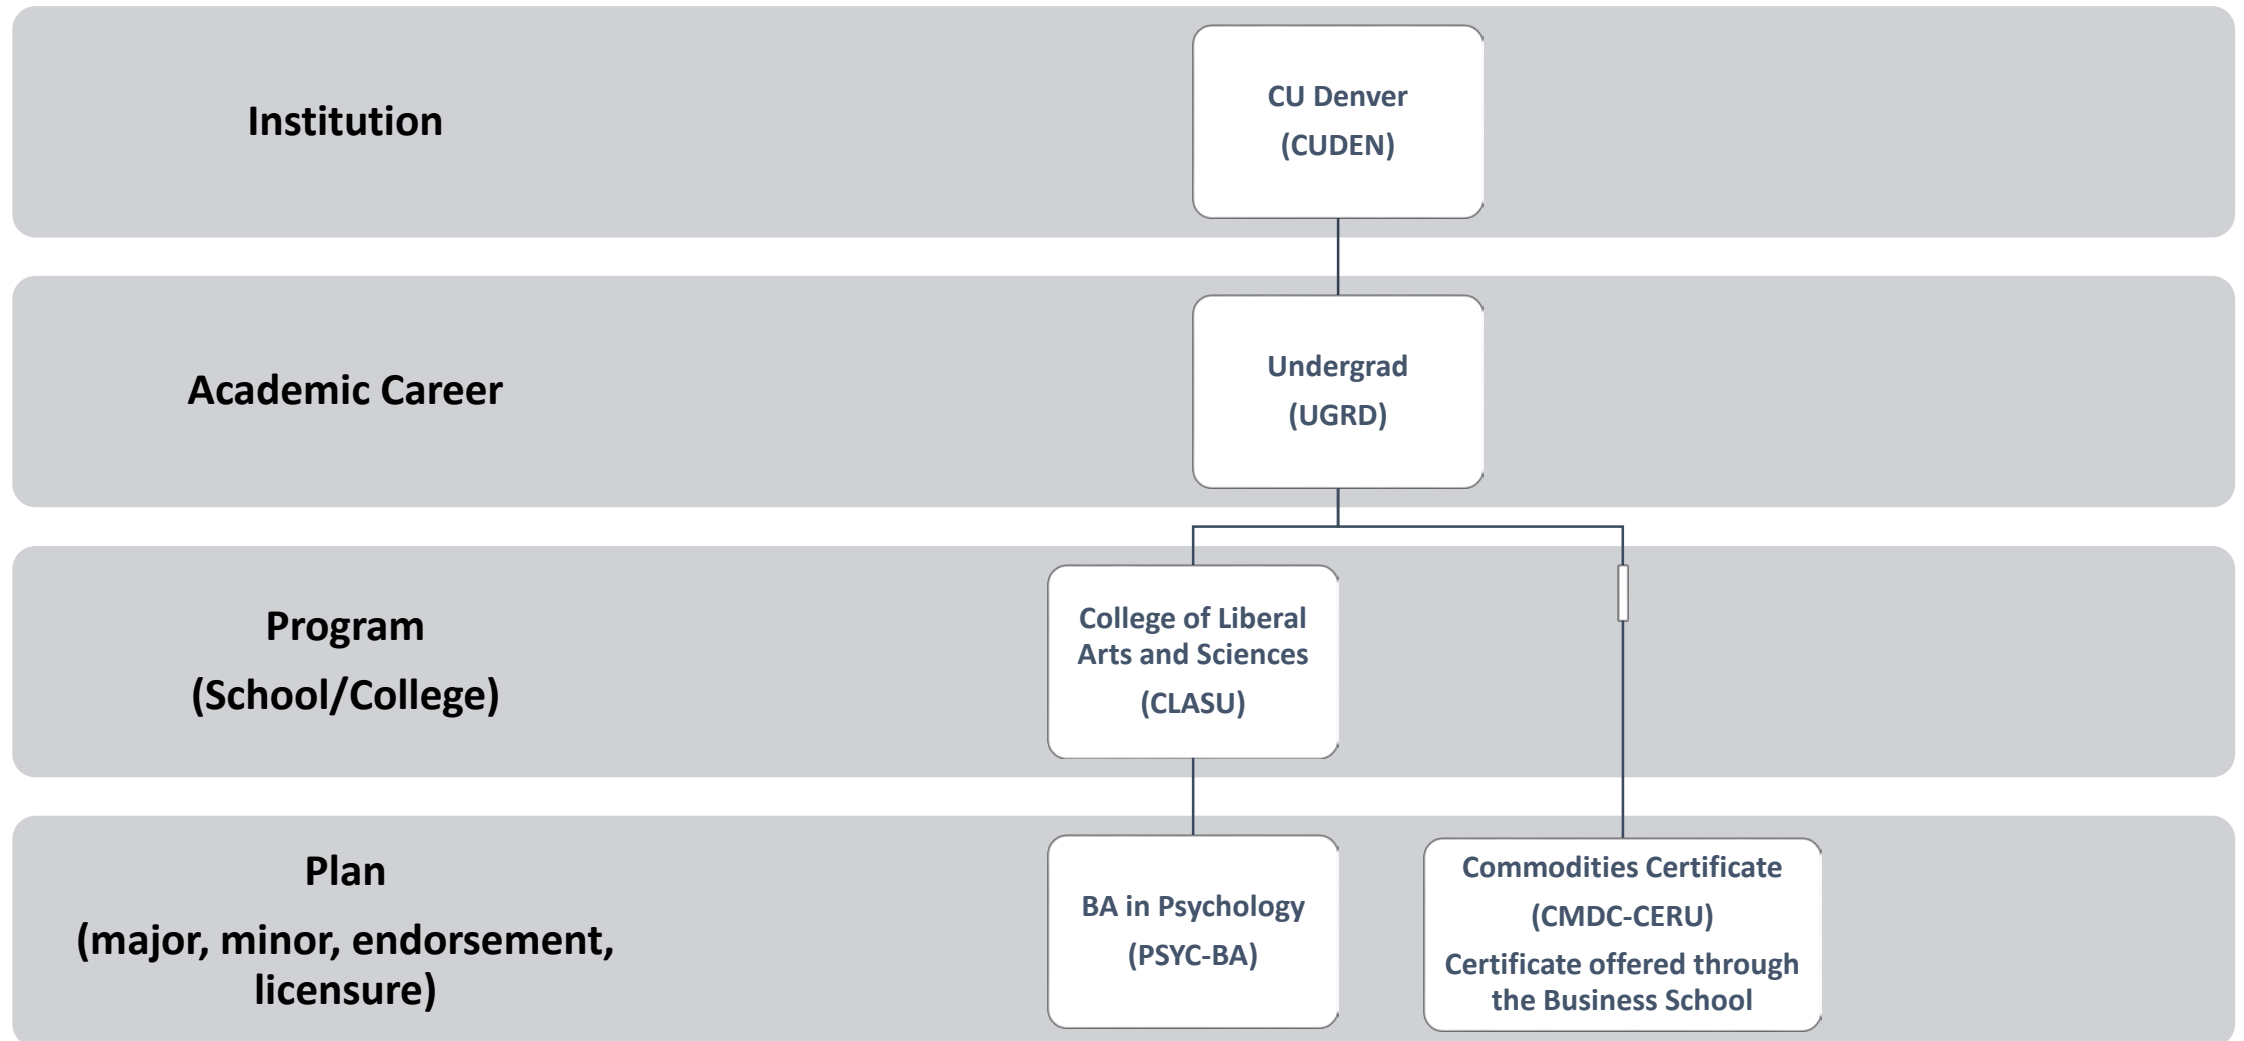 Institution
CU Denver
(CUDEN)
Academic Career
Undergrad
(UGRD)
Program
(School/College)
College of Liberal
Arts and Sciences
(CLASU)
Plan
(major, minor, endorsement,
licensure)
BA in Psychology
(PSYC-BA)
Commodities Certificate
(CMDC-CERU)
Certificate offered through
the Business School